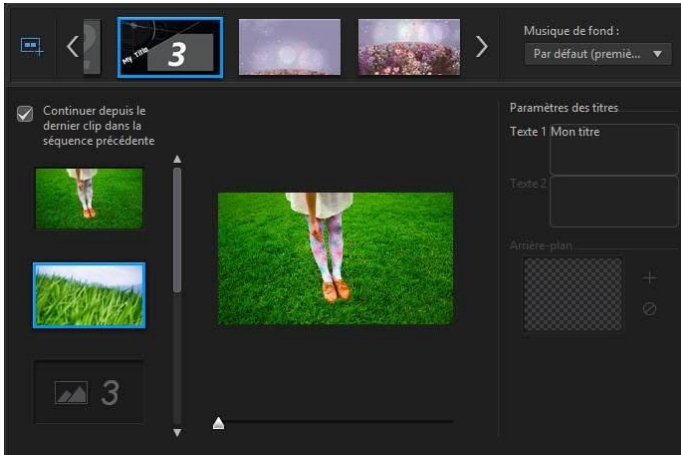 Musique de fond :
My Title
3
Par défaut (premiè...
Continuer depuis le
dernier clip dans la
séquence précédente
Paramètres des titres
Texte 1 Mon titre
Texte 2
Arrière-plan
3